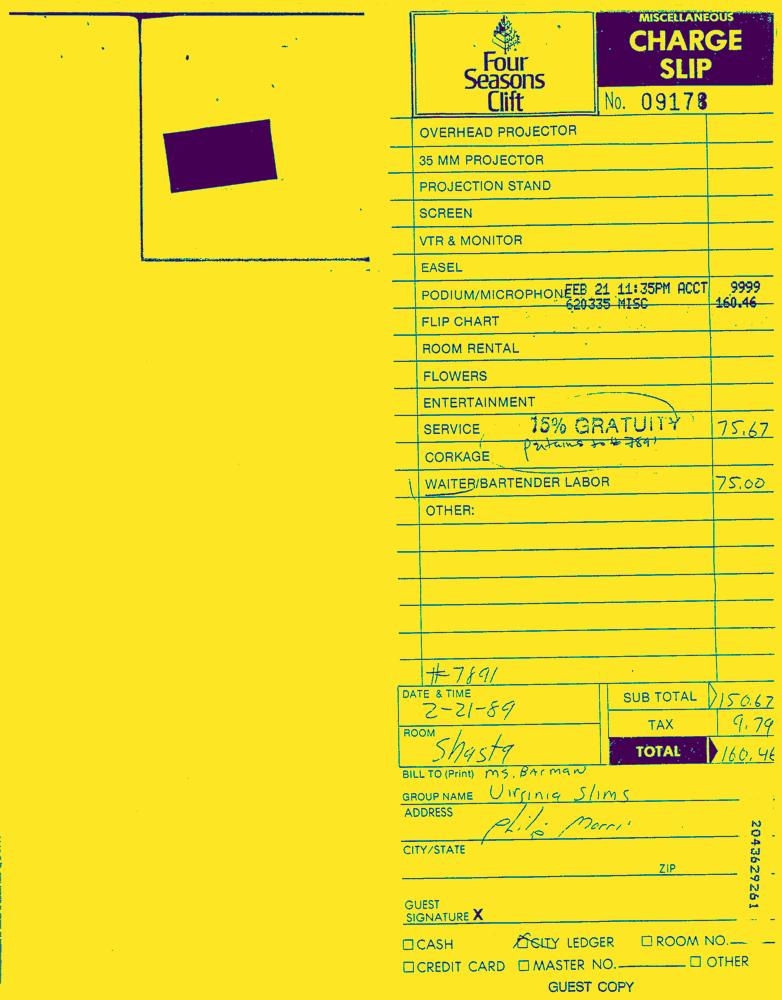 MISCELLANEOUS
CHARGE
SLIP
Four
Seasons
Clift
No. 09178
OVERHEAD PROJECTOR
35 MM PROJECTOR
PROJECTION STAND
SCREEN
VTR & MONITOR
EASEL
PODIUM/MICROPHONE FEB 21 11:35PM ACCT 9999
620335 MISC 160.46
FLIP CHART
ROOM RENTAL
FLOWERS
ENTERTAINMENT
SERVICE 15% GRATUITY 75.67
pertains to # 7891
CORKAGE
WAITER/BARTENDER LABOR 75.00
OTHER:
#7891
DATE & TIME
2-21-89
SUB TOTAL 150.67
TAX 9.79
ROOM
Shasta
TOTAL 160.46
BILL TO (Print) MS. BARMAN
GROUP NAME Virginia Slims
ADDRESS
Philip Morris
CITY/STATE
ZIP
2043629261
GUEST
SIGNATURE X
CASH CITY LEDGER ROOM NO.
CREDIT CARD MASTER NO. OTHER
GUEST COPY